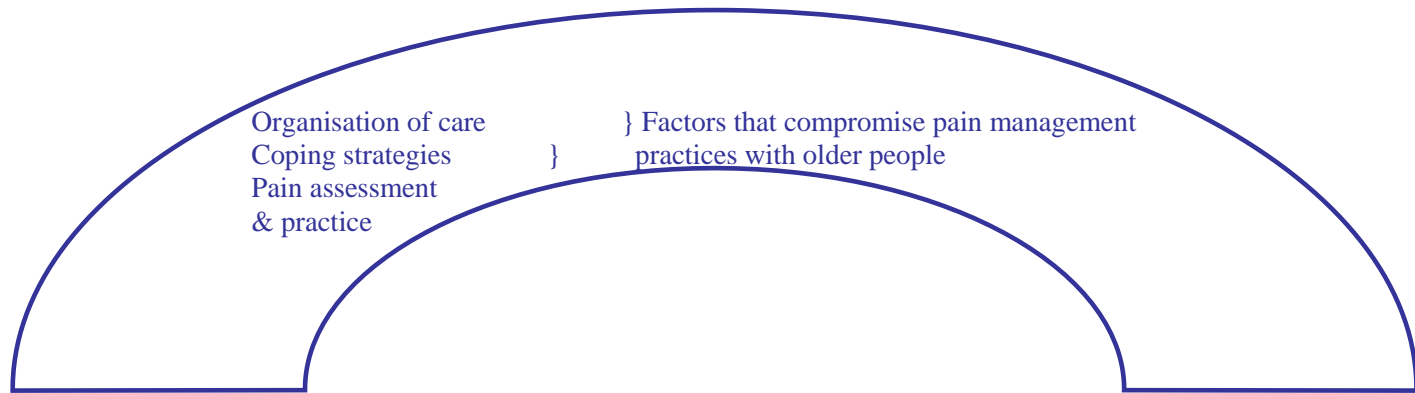 Organisation of care } Factors that compromise pain management
Coping strategies } practices with older people
Pain assessment
& practice